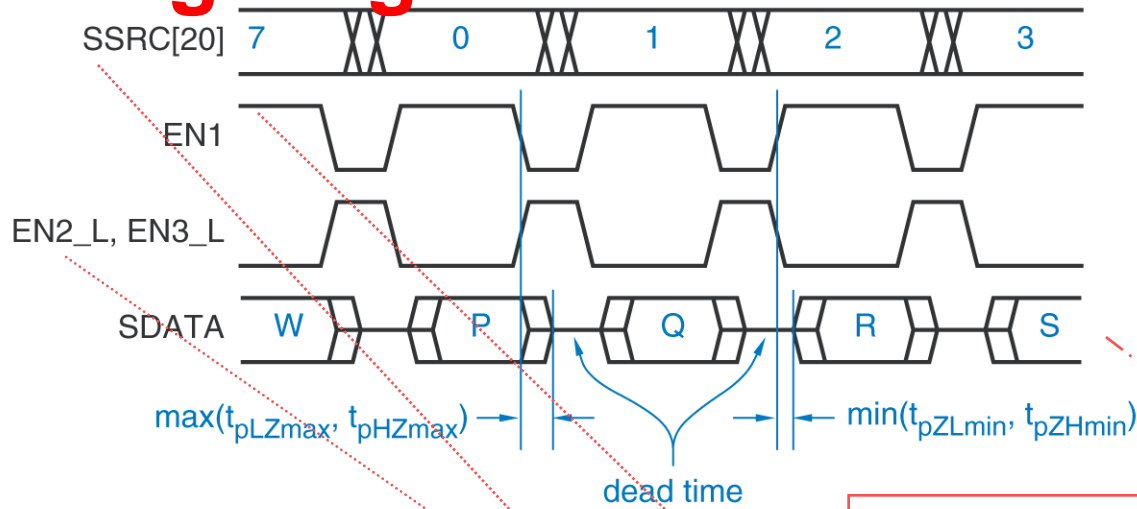 SSRC[20] 7 0 1 2 3
EN1
EN2_L, EN3_L
SDATA W P Q R S
max(tpLZmax, tpHZmax) min(tpZLmin, tpZHmin)
dead time